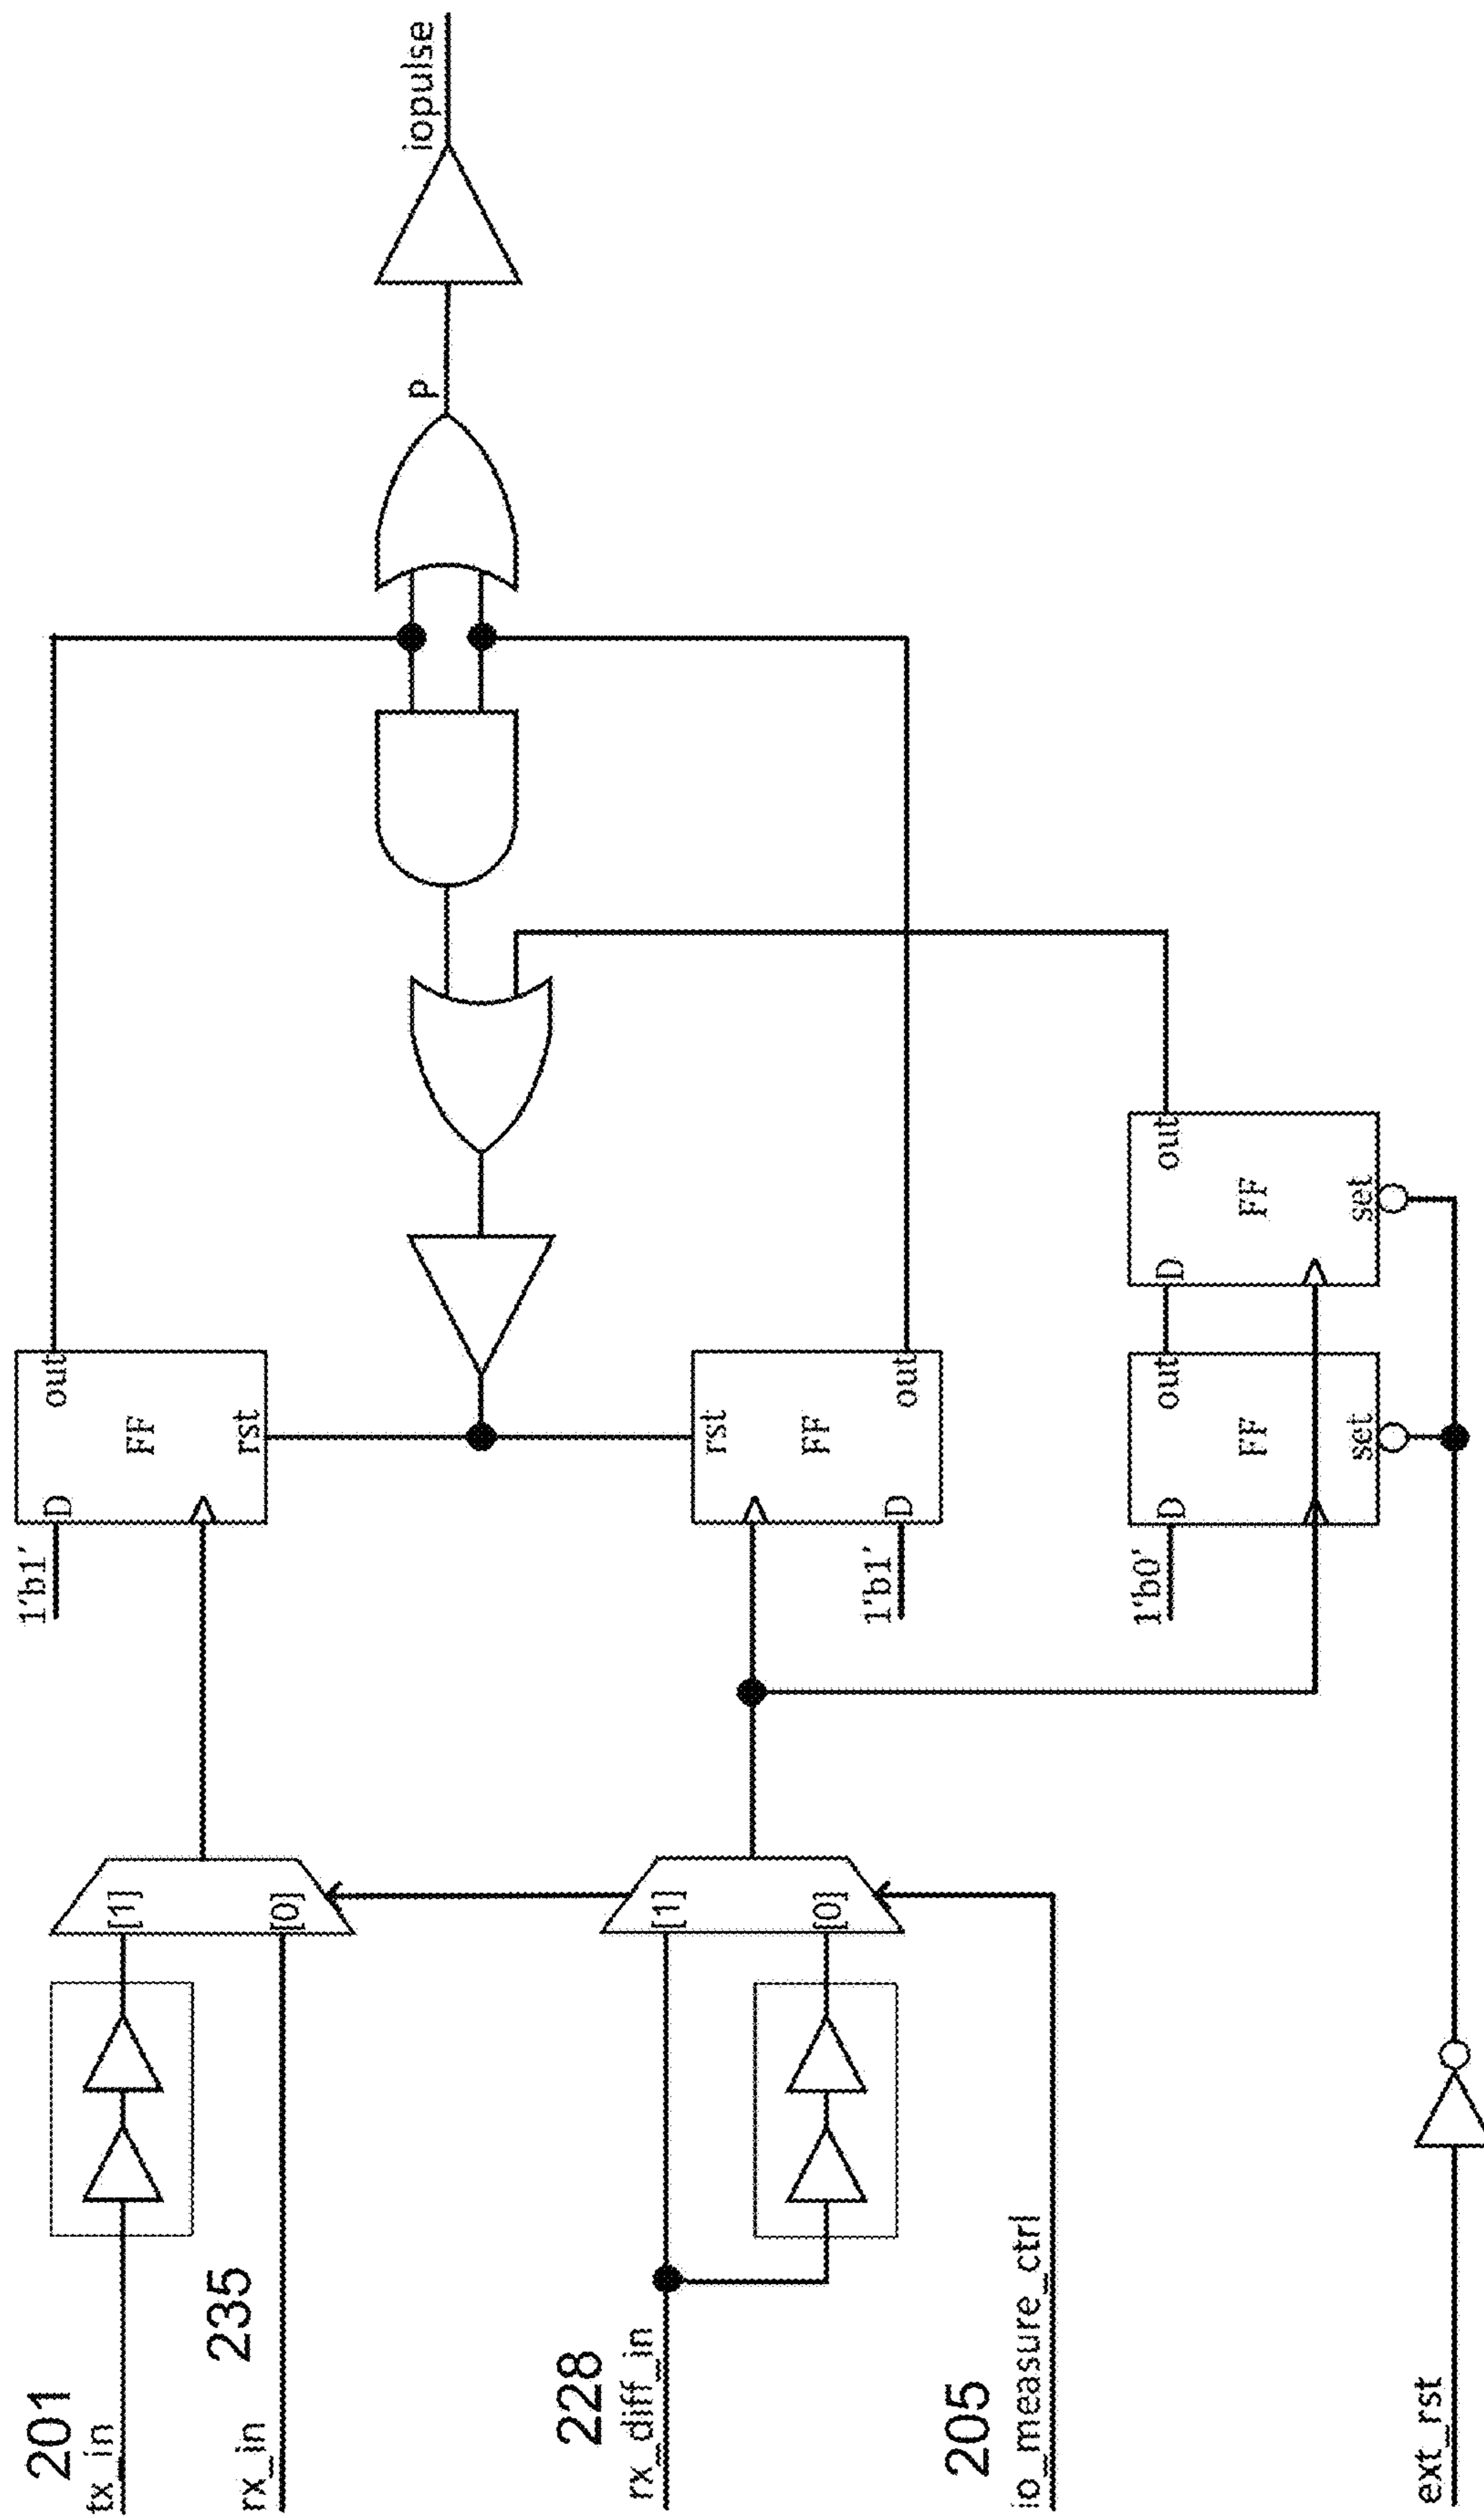 201
tx_in
235
rx_in
228
rx_diff_in
205
io_measure_ctrl
ext_rst
[1]
[0]
[1]
[0]
1'b1'
D
FF
out
rst
rst
FF
out
D
1'b1'
1'b0'
D
FF
out
set
D
FF
out
set
P
iopulse